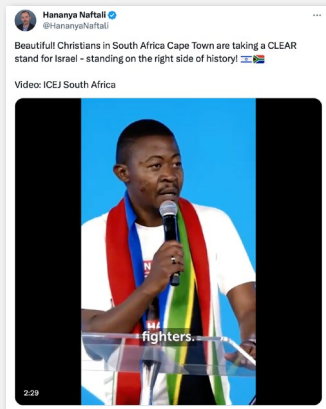 Hananya Naftali
@HananyaNaftali
Beautiful! Christians in South Africa Cape Town are taking a CLEAR
stand for Israel - standing on the right side of history! 🇮🇱🇿🇦
Video: ICEJ South Africa
fighters.
2:29